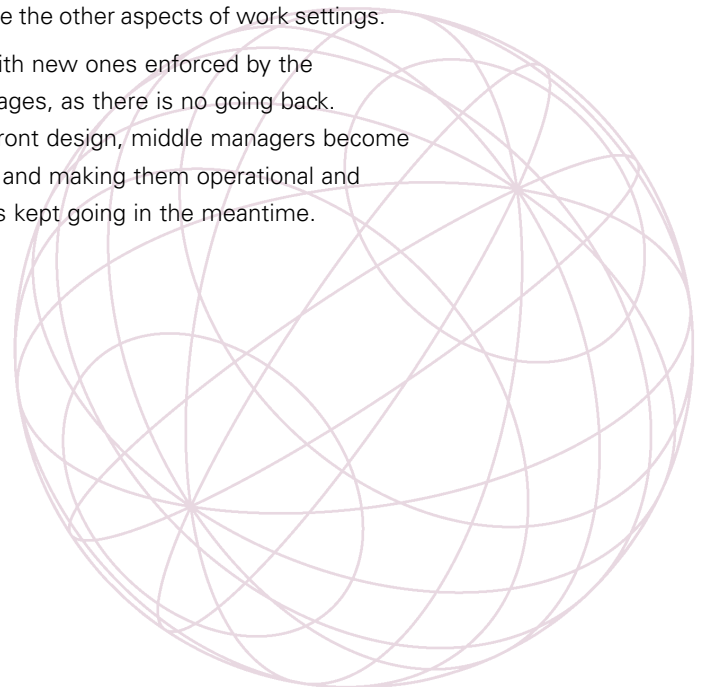 e the other aspects of work settings.
ith new ones enforced by the
ages, as there is no going back.
ront design, middle managers become
and making them operational and
s kept going in the meantime.